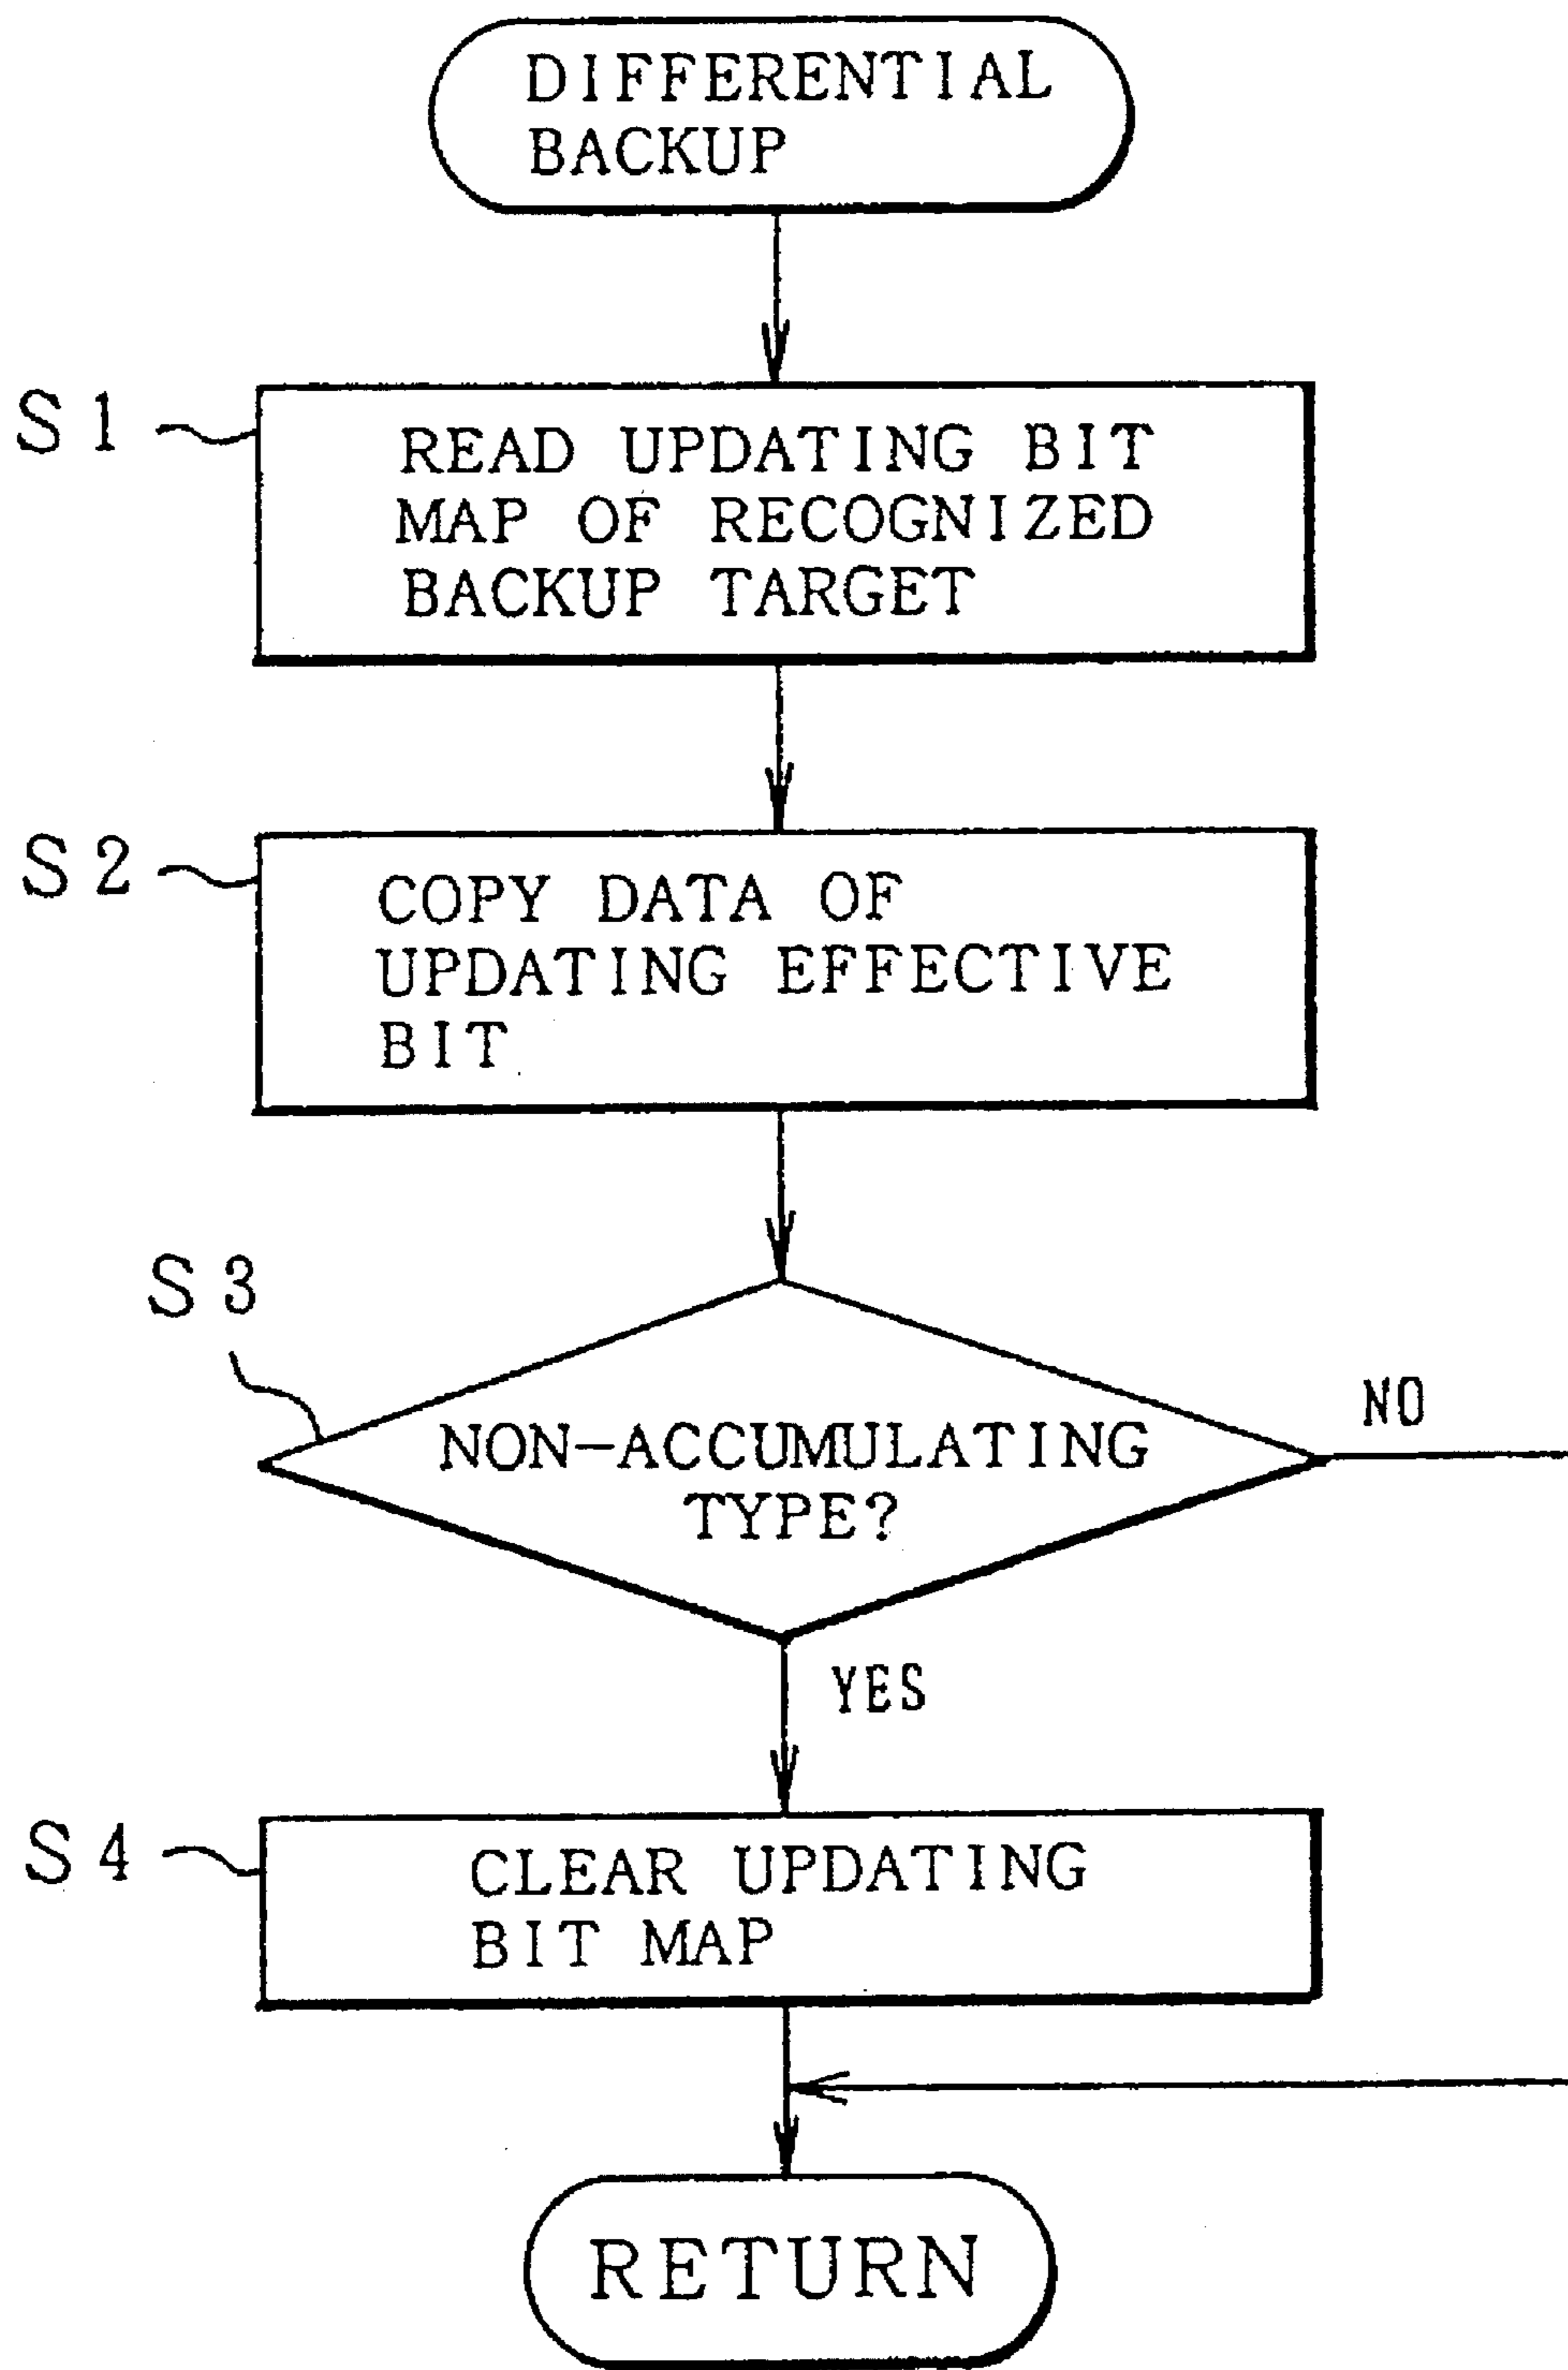 DIFFERENTIAL
BACKUP
S1
READ UPDATING BIT
MAP OF RECOGNIZED
BACKUP TARGET
S2
COPY DATA OF
UPDATING EFFECTIVE
BIT
S3
NON-ACCUMULATING
TYPE?
NO
YES
S4
CLEAR UPDATING
BIT MAP
RETURN